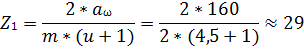 Z₁ = (2 * a_ω) / (m * (u + 1)) = (2 * 160) / (2 * (4,5 + 1)) ≈ 29